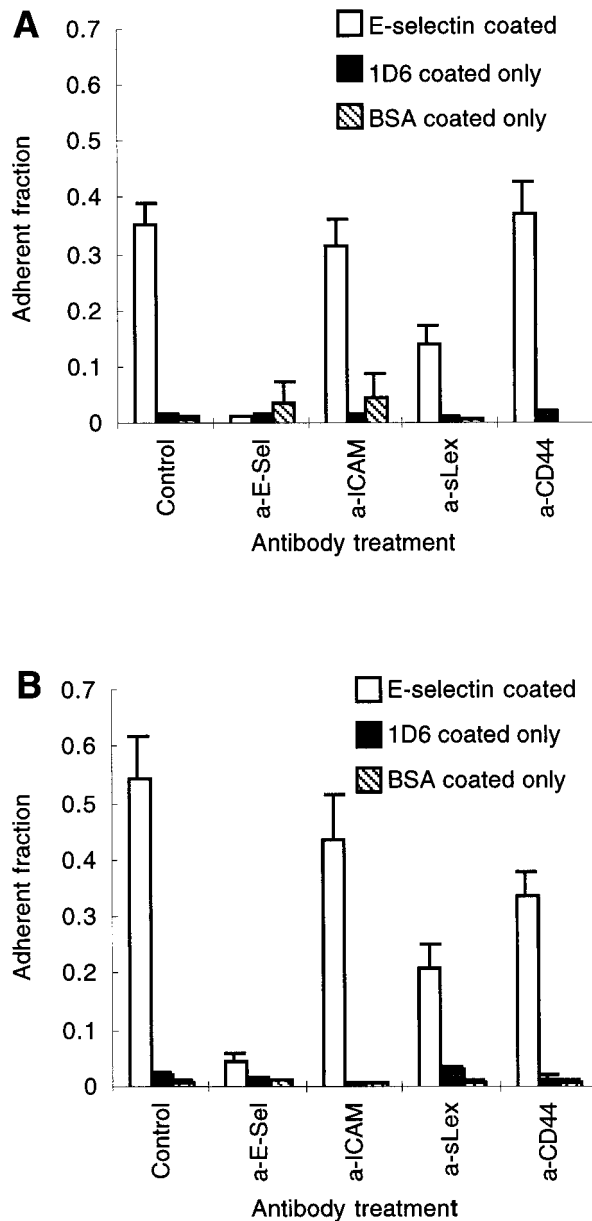 A
0.7
0.6
0.5
0.4
0.3
0.2
0.1
0
Adherent fraction
E-selectin coated
1D6 coated only
BSA coated only
Control
a-E-Sel
a-ICAM
a-sLex
a-CD44
Antibody treatment
B
0.7
0.6
0.5
0.4
0.3
0.2
0.1
0
Adherent fraction
E-selectin coated
1D6 coated only
BSA coated only
Control
a-E-Sel
a-ICAM
a-sLex
a-CD44
Antibody treatment